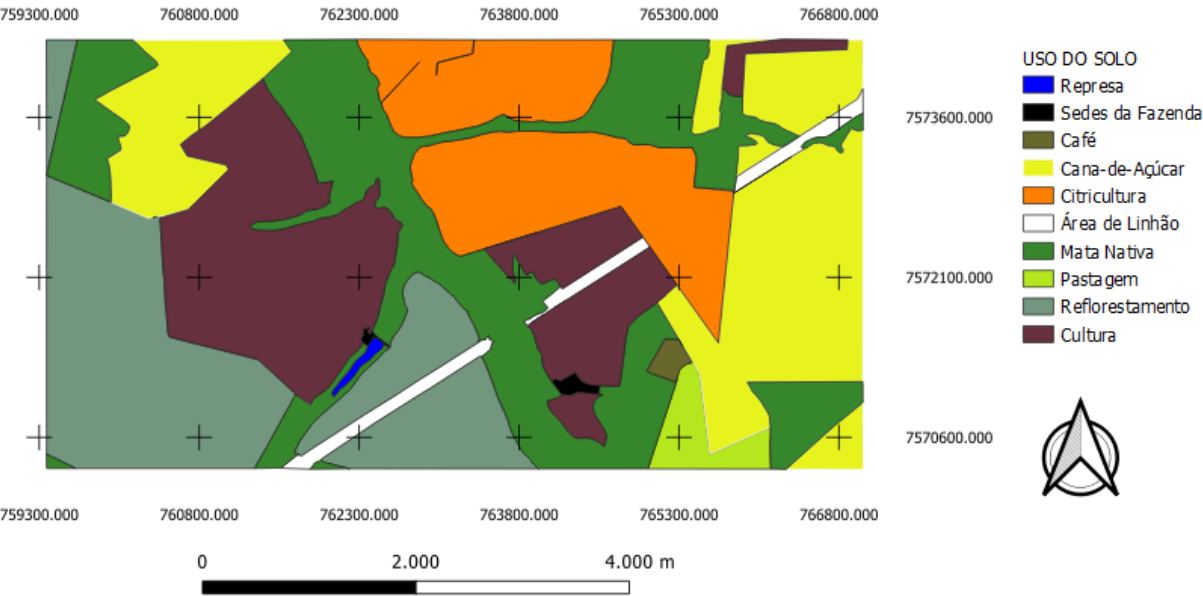 759300.000 760800.000 762300.000 763800.000 765300.000 766800.000
USO DO SOLO
Represa
Sedes da Fazenda
7573600.000
Café
Cana-de-Açúcar
Citricultura
Área de Linhão
Mata Nativa
7572100.000
Pastagem
Reflorestamento
Cultura
7570600.000
759300.000 760800.000 762300.000 763800.000 765300.000 766800.000
0 2.000 4.000 m